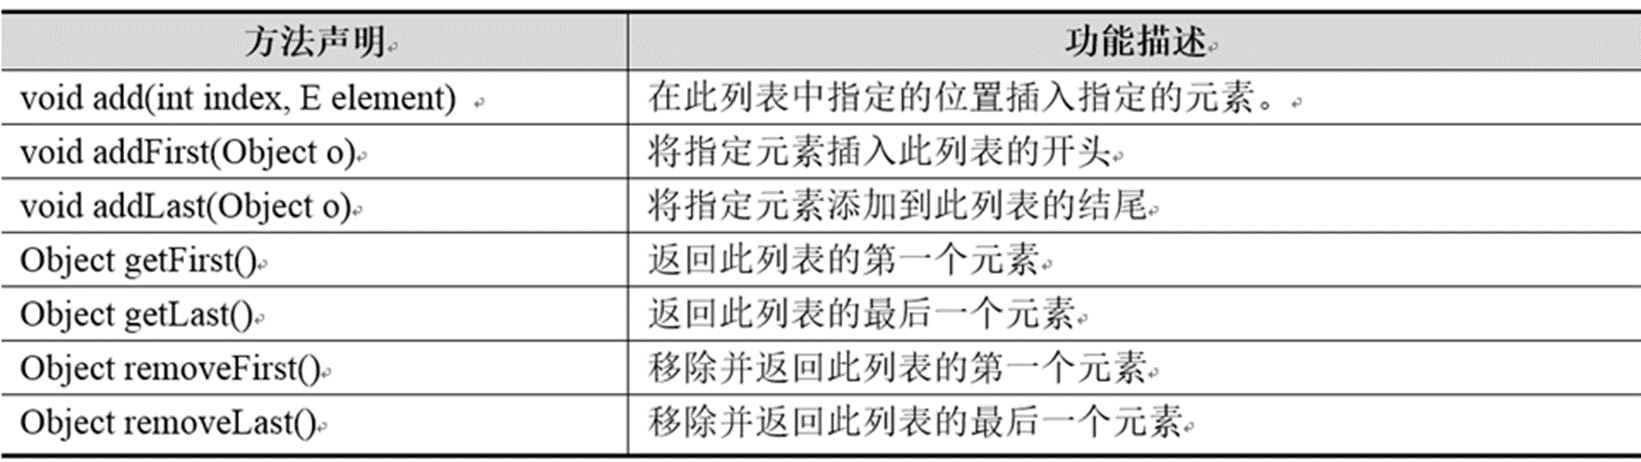 方法声明 功能描述
void add(int index, E element) 在此列表中指定的位置插入指定的元素。
void addFirst(Object o) 将指定元素插入此列表的开头
void addLast(Object o) 将指定元素添加到此列表的结尾
Object getFirst() 返回此列表的第一个元素
Object getLast() 返回此列表的最后一个元素
Object removeFirst() 移除并返回此列表的第一个元素
Object removeLast() 移除并返回此列表的最后一个元素